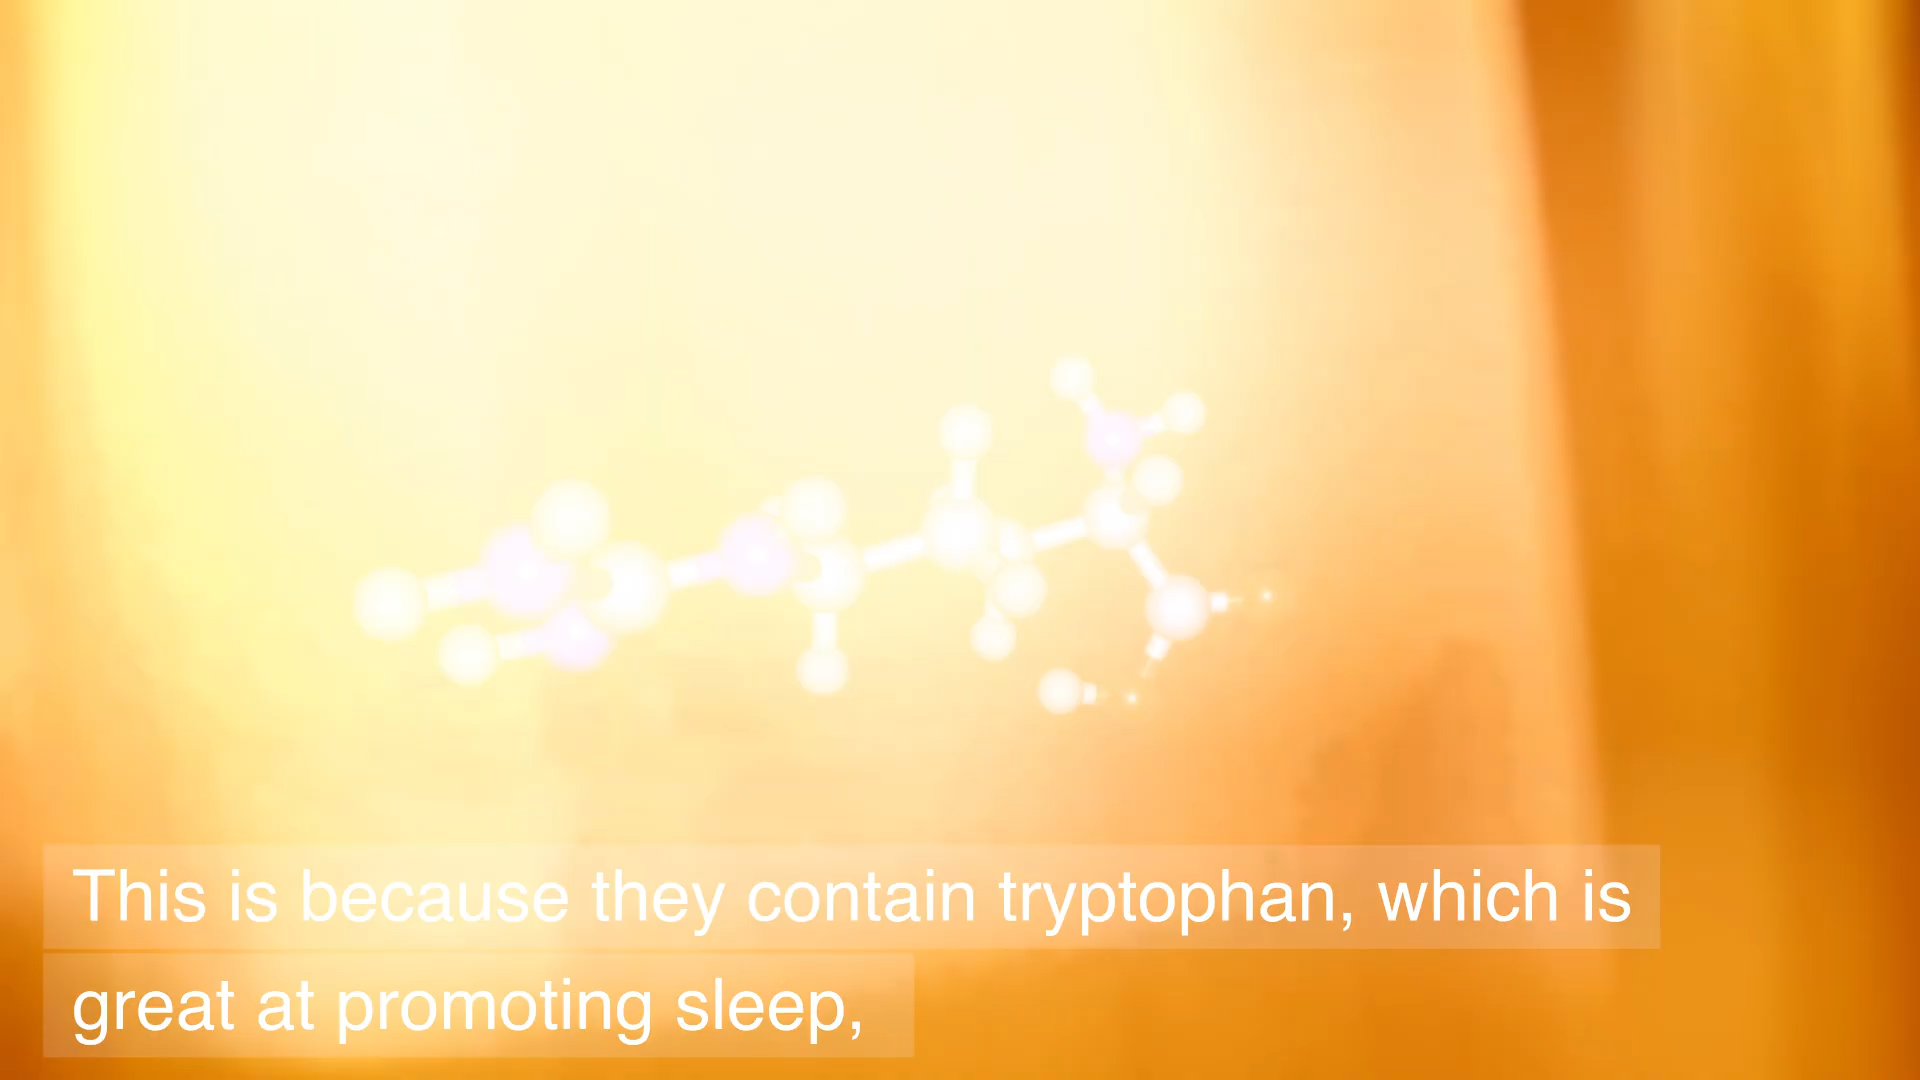 This is because they contain tryptophan, which is
great at promoting sleep,